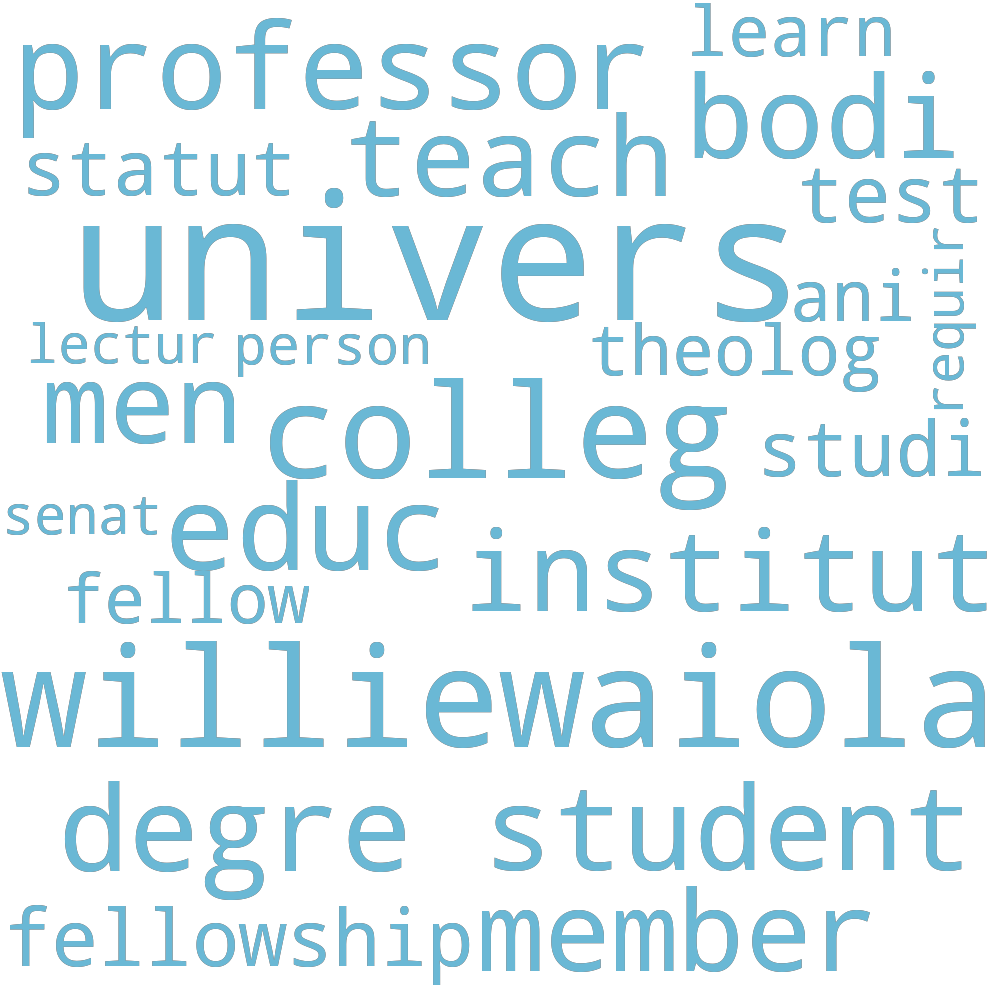 professor
learn
bodi
teach
statut
test
univers
requir
ani
lectur
person
theolog
men
colleg
studi
senat
educ
institut
fellow
williewaiola
degre
student
fellowship
member